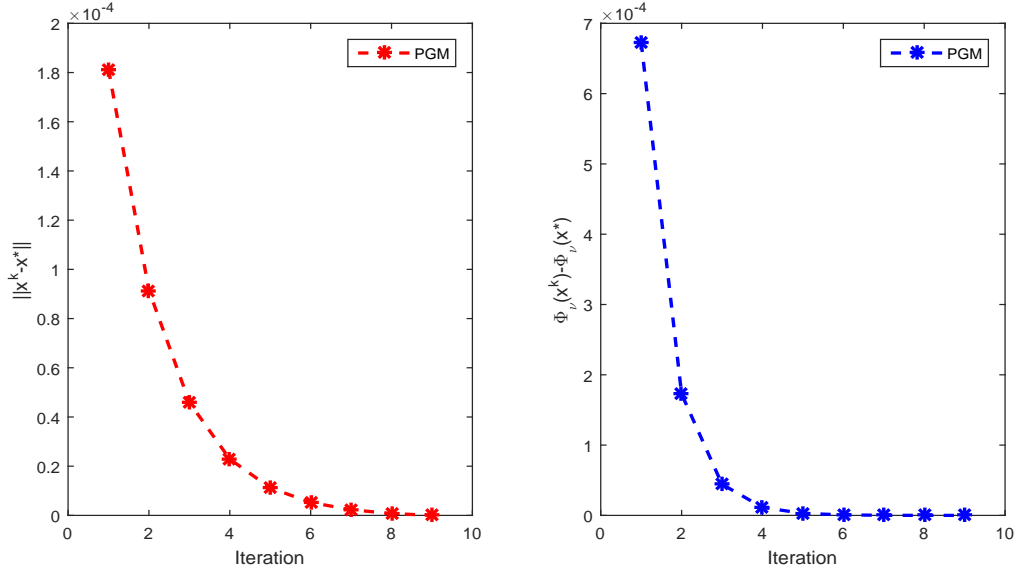 ×10⁻⁴
2
1.8
1.6
1.4
1.2
1
0.8
0.6
0.4
0.2
0
0 2 4 6 8 10
Iteration
||xᵏ-x*||
PGM
×10⁻⁴
7
6
5
4
3
2
1
0
0 2 4 6 8 10
Iteration
Φ_ν(xᵏ)-Φ_ν(x*)
PGM